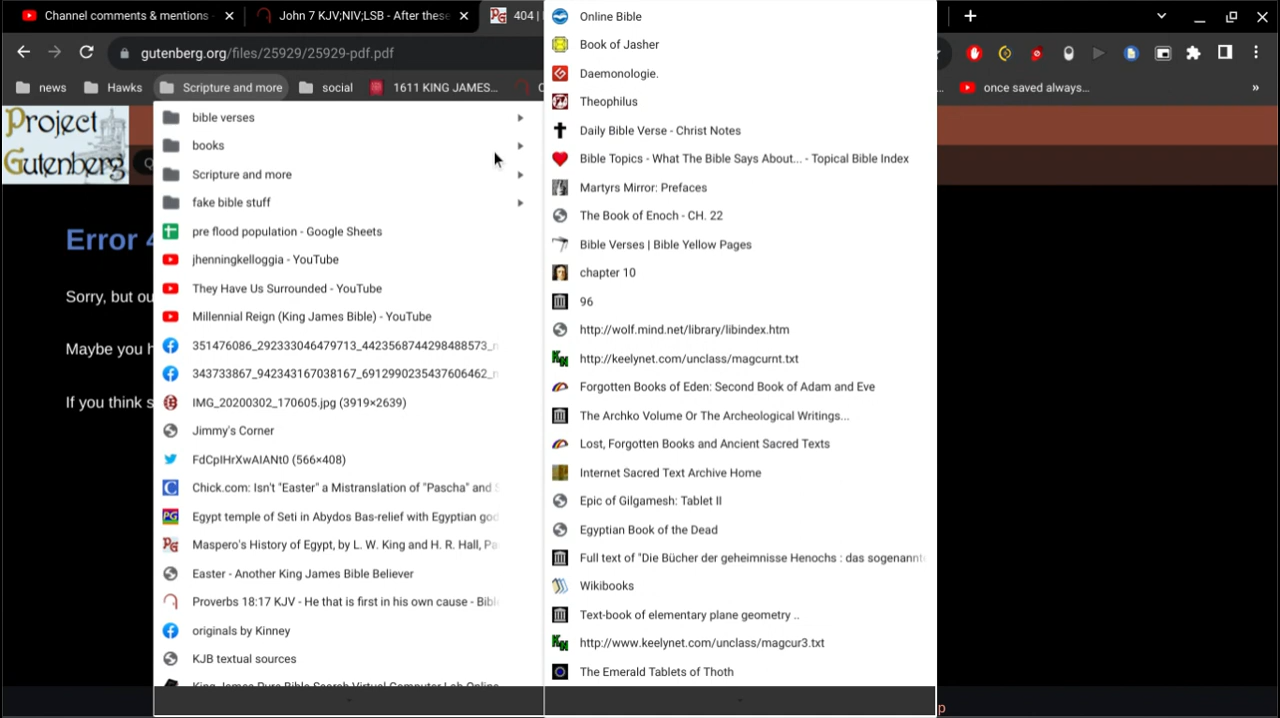 Channel comments & mentions
John 7 KJV;NIV;LSB - After these
404 |
gutenberg.org/files/25929/25929-pdf.pdf
news
Hawks
Scripture and more
social
1611 KING JAMES...
once saved always...
Project
Gutenberg
Error 4
Sorry, but ou
Maybe you h
If you think s
bible verses
books
Scripture and more
fake bible stuff
pre flood population - Google Sheets
jhenningkelloggia - YouTube
They Have Us Surrounded - YouTube
Millennial Reign (King James Bible) - YouTube
351476086_292333046479713_4423568744298488573_n
343733867_942343167038167_6912990235437606462_n
IMG_20200302_170605.jpg (3919×2639)
Jimmy's Corner
FdCpIHrXwAIANt0 (566×408)
Chick.com: Isn't "Easter" a Mistranslation of "Pascha" and S
Egypt temple of Seti in Abydos Bas-relief with Egyptian god
Maspero's History of Egypt, by L. W. King and H. R. Hall, Pa
Easter - Another King James Bible Believer
Proverbs 18:17 KJV - He that is first in his own cause - Bibl
originals by Kinney
KJB textual sources
King James Pure Bible Search Virtual Computer Lab Online
Online Bible
Book of Jasher
Daemonologie.
Theophilus
Daily Bible Verse - Christ Notes
Bible Topics - What The Bible Says About... - Topical Bible Index
Martyrs Mirror: Prefaces
The Book of Enoch - CH. 22
Bible Verses | Bible Yellow Pages
chapter 10
96
http://wolf.mind.net/library/libindex.htm
http://keelynet.com/unclass/magcurnt.txt
Forgotten Books of Eden: Second Book of Adam and Eve
The Archko Volume Or The Archeological Writings...
Lost, Forgotten Books and Ancient Sacred Texts
Internet Sacred Text Archive Home
Epic of Gilgamesh: Tablet II
Egyptian Book of the Dead
Full text of "Die Bücher der geheimnisse Henochs : das sogenannte
Wikibooks
Text-book of elementary plane geometry ..
http://www.keelynet.com/unclass/magcur3.txt
The Emerald Tablets of Thoth
p